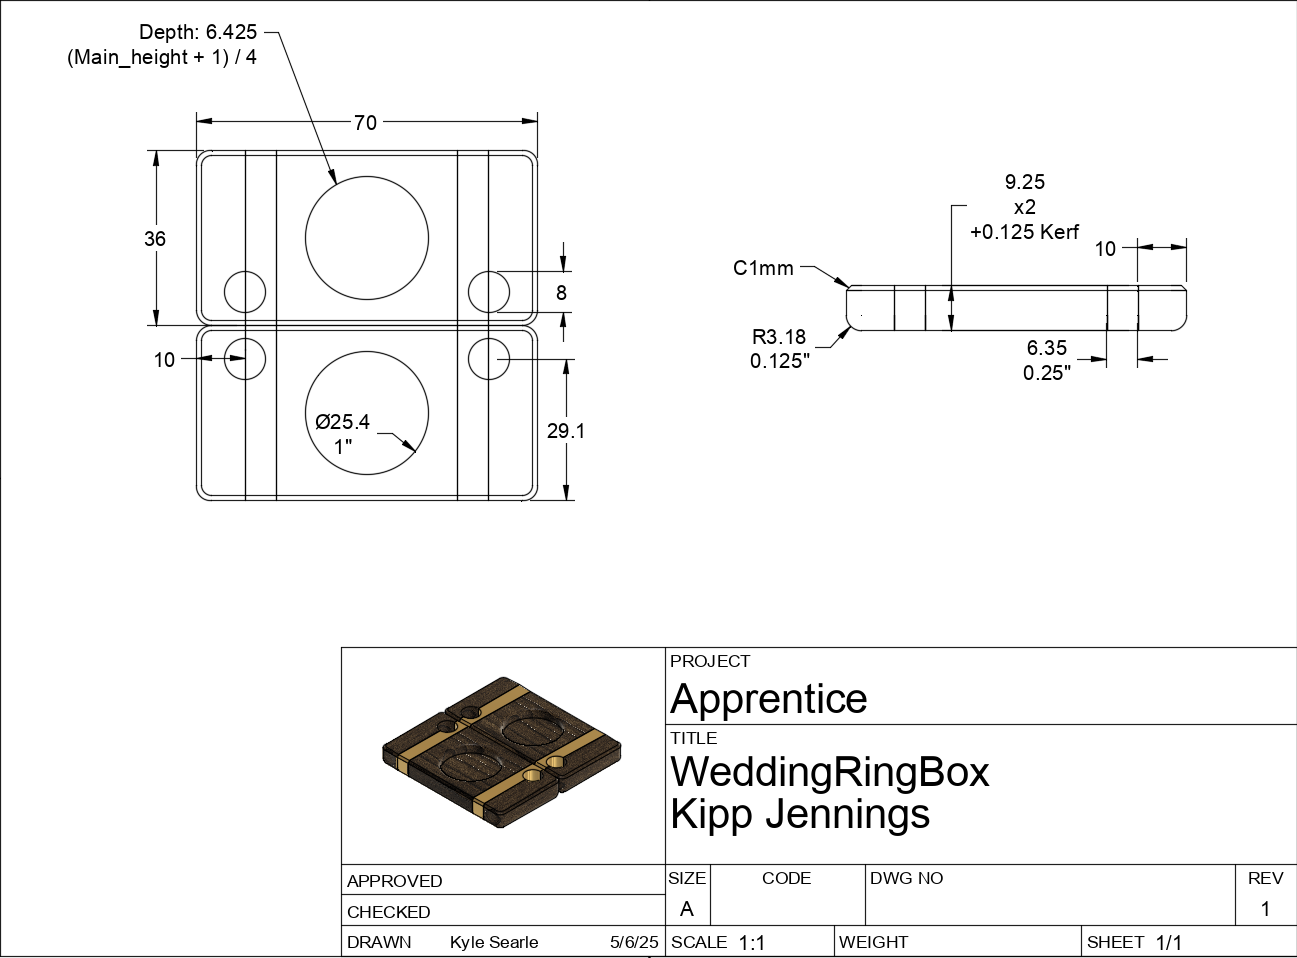 Depth: 6.425
(Main_height + 1) / 4
70
36
8
10
Ø25.4
1"
29.1
9.25
x2
+0.125 Kerf
10
C1mm
R3.18
0.125"
6.35
0.25"
PROJECT
Apprentice
TITLE
WeddingRingBox
Kipp Jennings
APPROVED
CHECKED
DRAWN Kyle Searle 5/6/25
SIZE
A
CODE
DWG NO
REV
1
SCALE 1:1
WEIGHT
SHEET 1/1